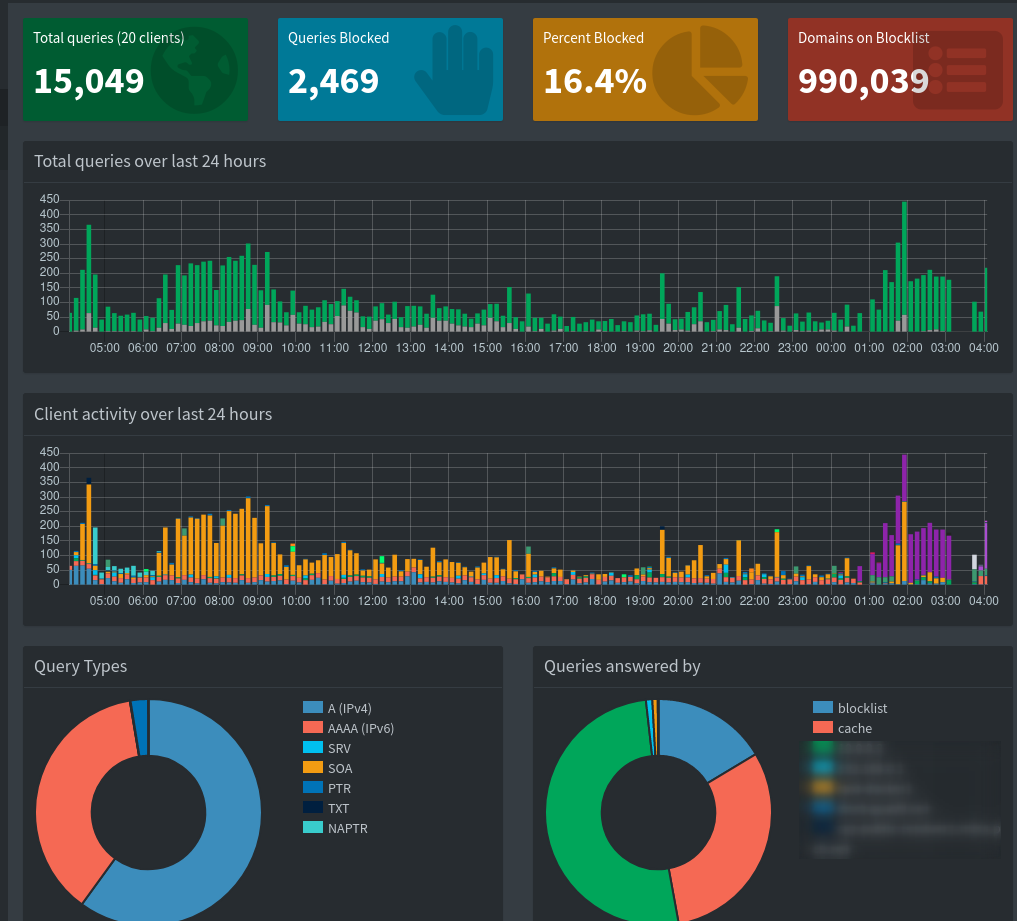 Total queries (20 clients)
15,049
Queries Blocked
2,469
Percent Blocked
16.4%
Domains on Blocklist
990,039
Total queries over last 24 hours
450
400
350
300
250
200
150
100
50
0
05:00 06:00 07:00 08:00 09:00 10:00 11:00 12:00 13:00 14:00 15:00 16:00 17:00 18:00 19:00 20:00 21:00 22:00 23:00 00:00 01:00 02:00 03:00 04:00
Client activity over last 24 hours
450
400
350
300
250
200
150
100
50
0
05:00 06:00 07:00 08:00 09:00 10:00 11:00 12:00 13:00 14:00 15:00 16:00 17:00 18:00 19:00 20:00 21:00 22:00 23:00 00:00 01:00 02:00 03:00 04:00
Query Types
A (IPv4)
AAAA (IPv6)
SRV
SOA
PTR
TXT
NAPTR
Queries answered by
blocklist
cache